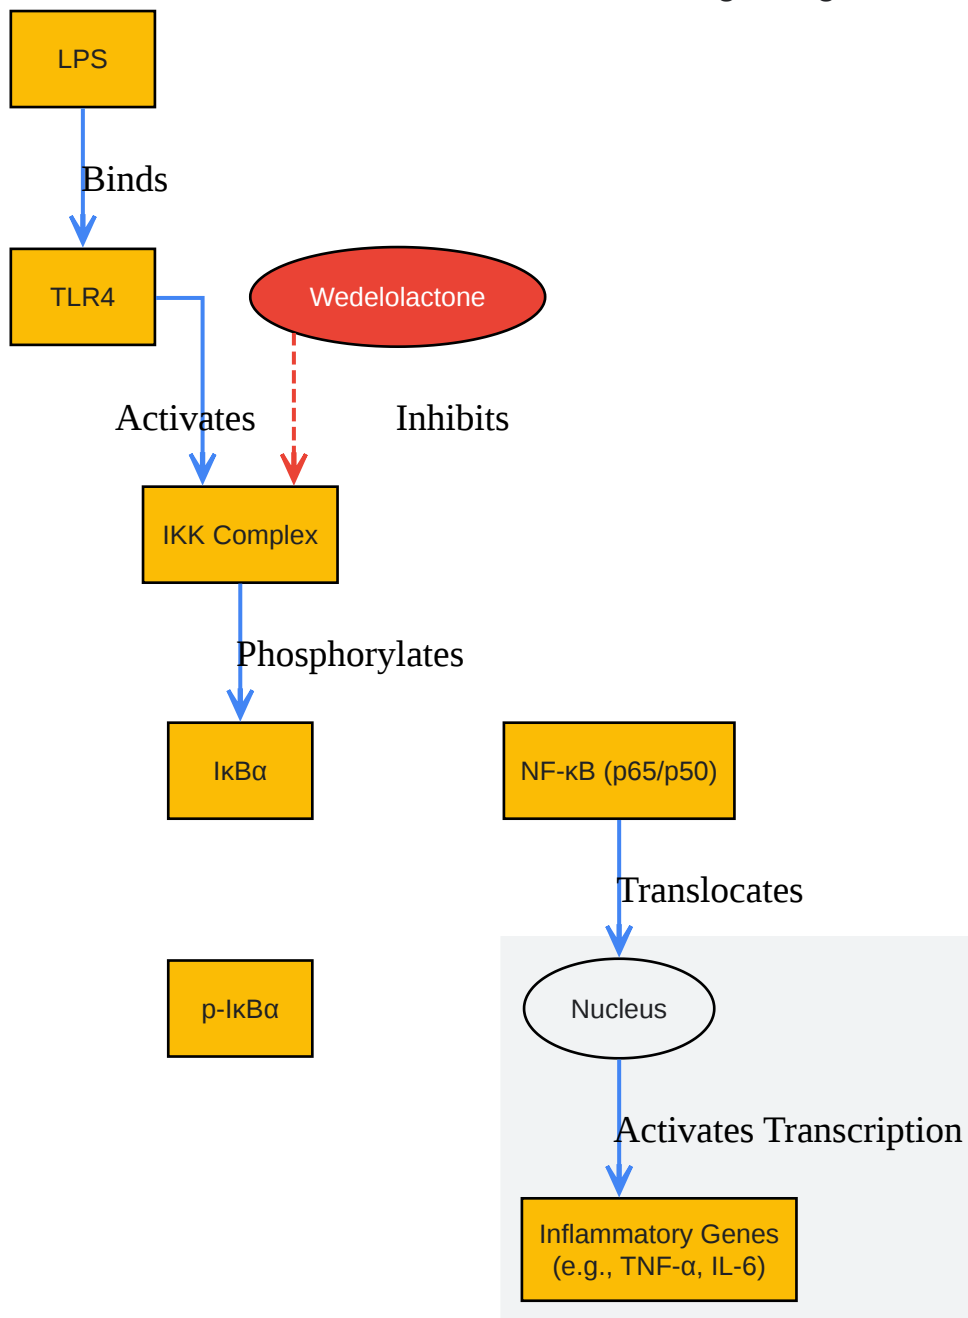 LPS
Binds
TLR4
Wedelolactone
Activates
Inhibits
IKK Complex
Phosphorylates
IκBα
NF-κB (p65/p50)
Translocates
p-IκBα
Nucleus
Activates Transcription
Inflammatory Genes
(e.g., TNF-α, IL-6)